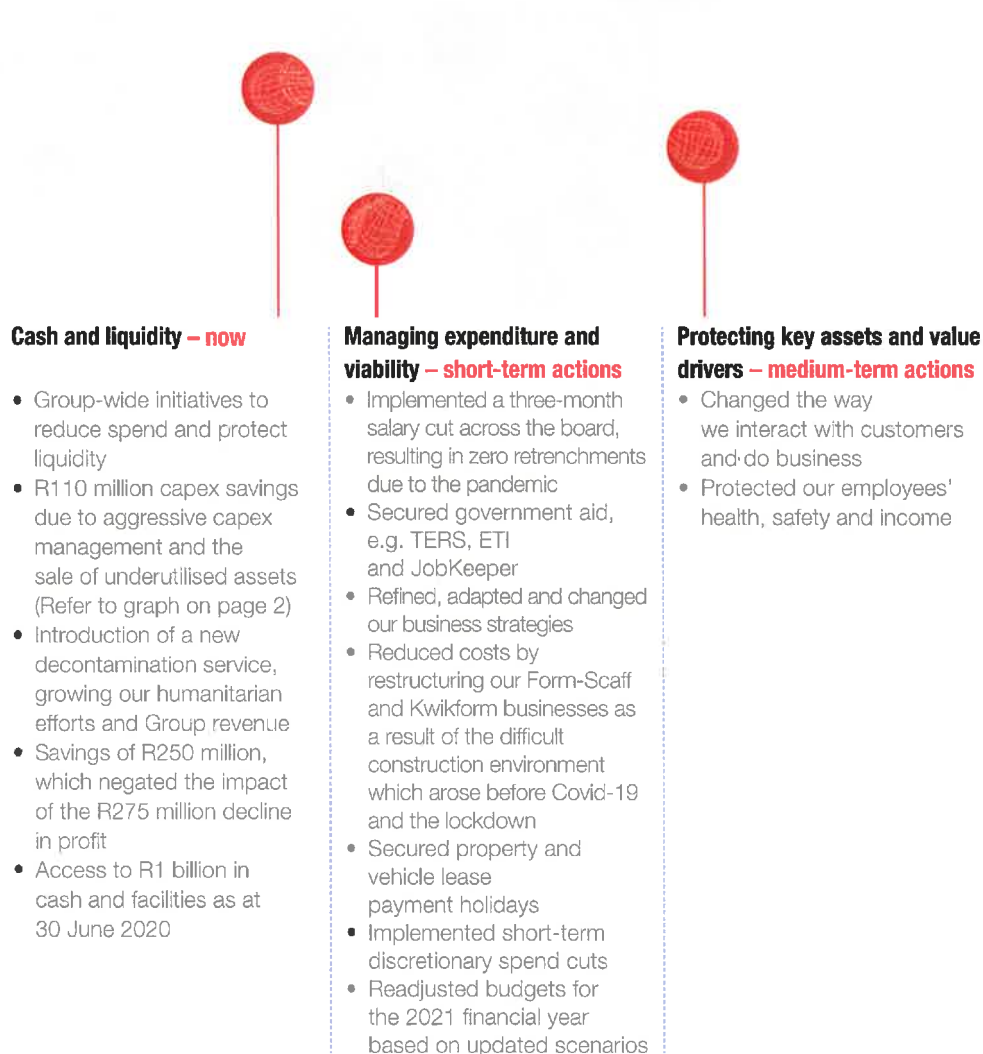 Cash and liquidity – now
• Group-wide initiatives to
reduce spend and protect
liquidity
• R110 million capex savings
due to aggressive capex
management and the
sale of underutilised assets
(Refer to graph on page 2)
• Introduction of a new
decontamination service,
growing our humanitarian
efforts and Group revenue
• Savings of R250 million,
which negated the impact
of the R275 million decline
in profit
• Access to R1 billion in
cash and facilities as at
30 June 2020
Managing expenditure and
viability – short-term actions
• Implemented a three-month
salary cut across the board,
resulting in zero retrenchments
due to the pandemic
• Secured government aid,
e.g. TERS, ETI
and JobKeeper
• Refined, adapted and changed
our business strategies
• Reduced costs by
restructuring our Form-Scaff
and Kwikform businesses as
a result of the difficult
construction environment
which arose before Covid-19
and the lockdown
• Secured property and
vehicle lease
payment holidays
• Implemented short-term
discretionary spend cuts
• Readjusted budgets for
the 2021 financial year
based on updated scenarios
Protecting key assets and value
drivers – medium-term actions
• Changed the way
we interact with customers
and do business
• Protected our employees'
health, safety and income